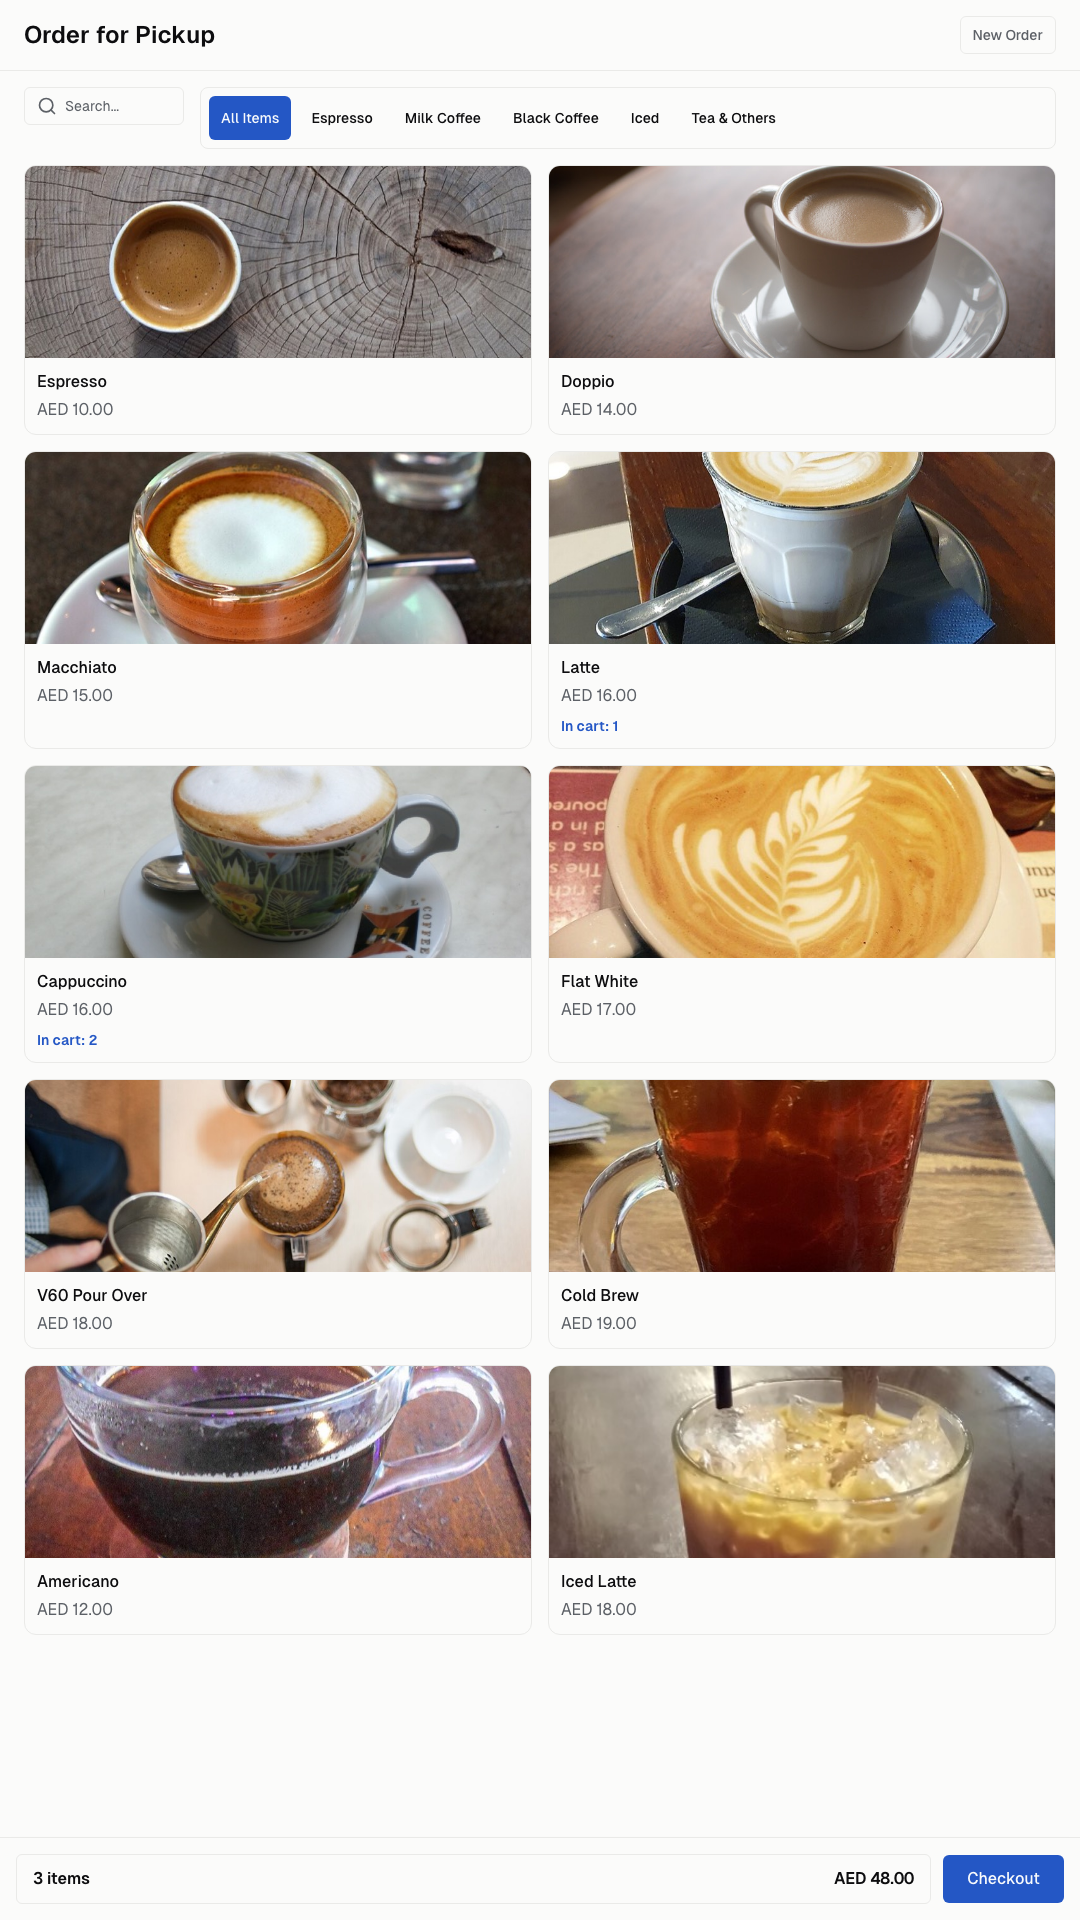 Order for Pickup
New Order
Search...
All Items
Espresso
Milk Coffee
Black Coffee
Iced
Tea & Others
Espresso
AED 10.00
Doppio
AED 14.00
Macchiato
AED 15.00
Latte
AED 16.00
In cart: 1
COFFEE
Cappuccino
AED 16.00
In cart: 2
Flat White
AED 17.00
V60 Pour Over
AED 18.00
Cold Brew
AED 19.00
Americano
AED 12.00
Iced Latte
AED 18.00
3 items
AED 48.00
Checkout